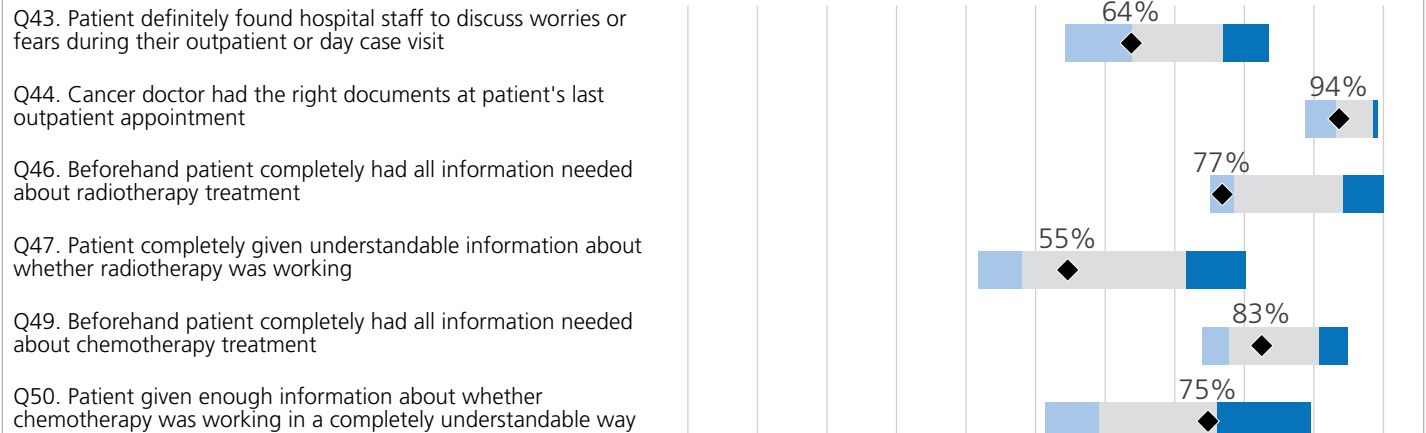 Q43. Patient definitely found hospital staff to discuss worries or
fears during their outpatient or day case visit
64%
Q44. Cancer doctor had the right documents at patient's last
outpatient appointment
94%
Q46. Beforehand patient completely had all information needed
about radiotherapy treatment
77%
Q47. Patient completely given understandable information about
whether radiotherapy was working
55%
Q49. Beforehand patient completely had all information needed
about chemotherapy treatment
83%
Q50. Patient given enough information about whether
chemotherapy was working in a completely understandable way
75%